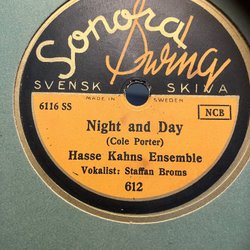 Sonora
Swing
SVENSK SKIVA
MADE IN SWEDEN
6116 SS
NCB
Night and Day
(Cole Porter)
Hasse Kahns Ensemble
Vokalist: Staffan Broms
612